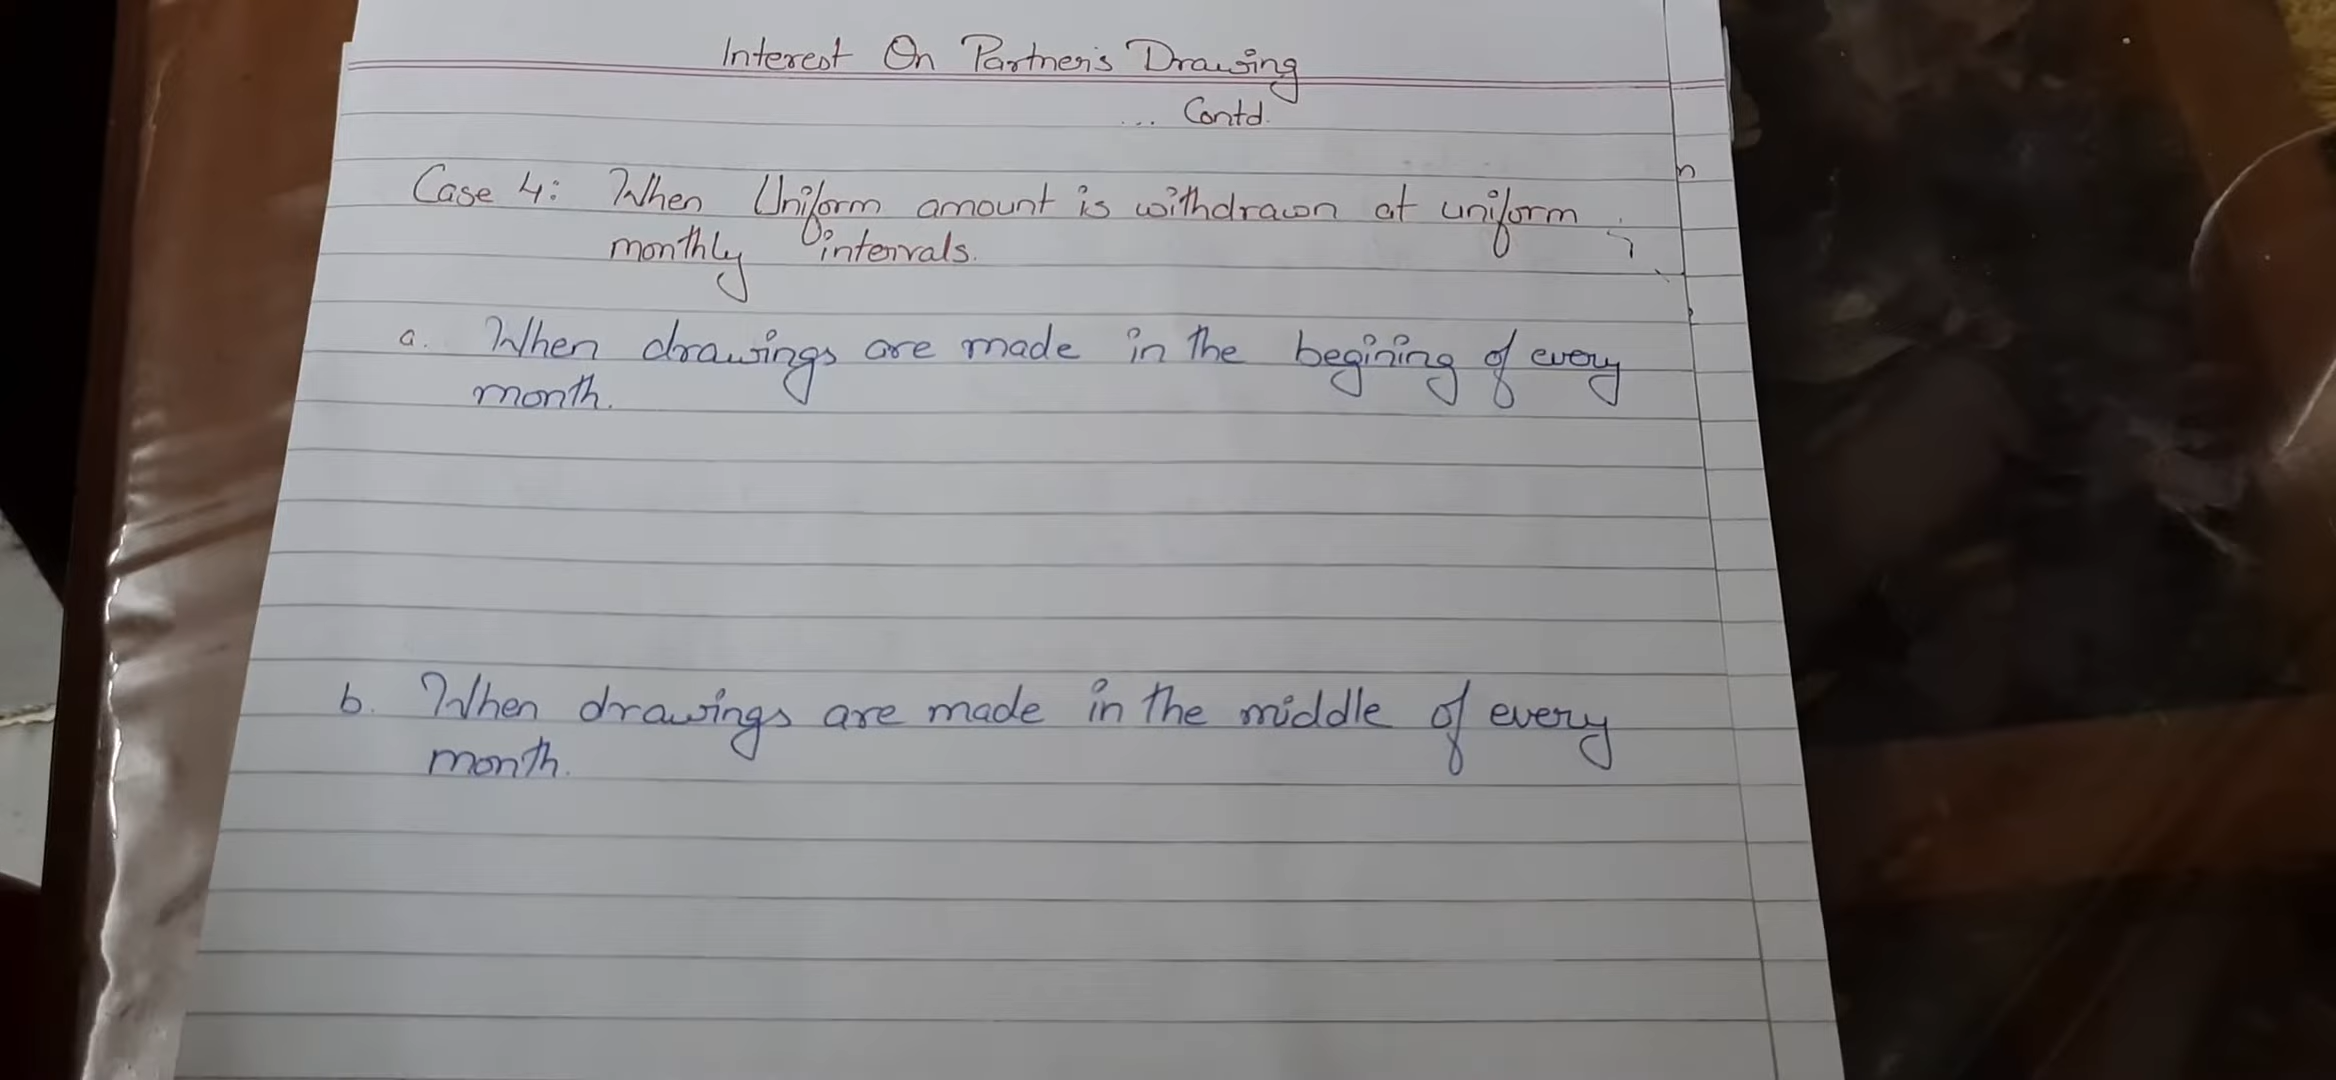 Interest On Partner's Drawing
... Contd.
Case 4: When Uniform amount is withdrawn at uniform
monthly intervals.
a. When drawings are made in the begining of every
month.
b. When drawings are made in the middle of every
month.